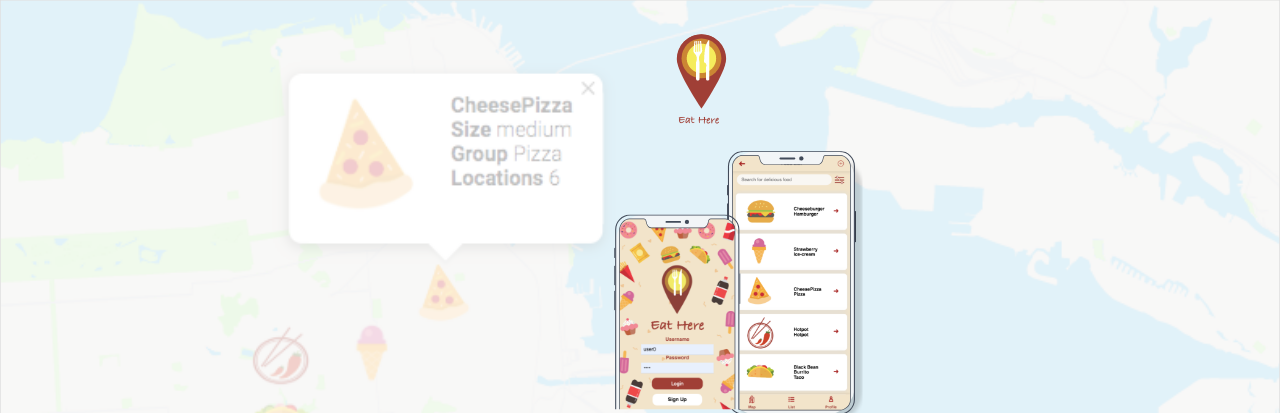 CheesePizza
Size medium
Group Pizza
Locations 6
Eat Here
Search for delicious food
Cheeseburger
Hamburger
Strawberry
Ice-cream
CheesePizza
Pizza
Hotpot
Hotpot
Black Bean
Burrito
Taco
Map
List
Profile
Eat Here
Username
user0
Password
Login
Sign Up